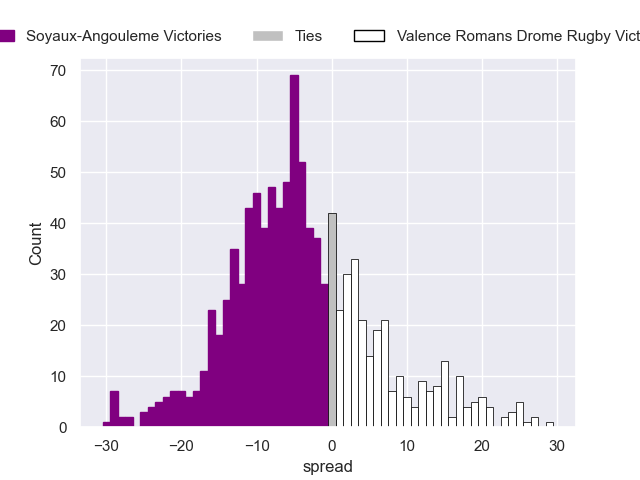 Soyaux-Angouleme Victories Ties Valence Romans Drome Rugby Vict
70
60
50
40
30
20
10
0
Count
−30 −20 −10 0 10 20 30
spread